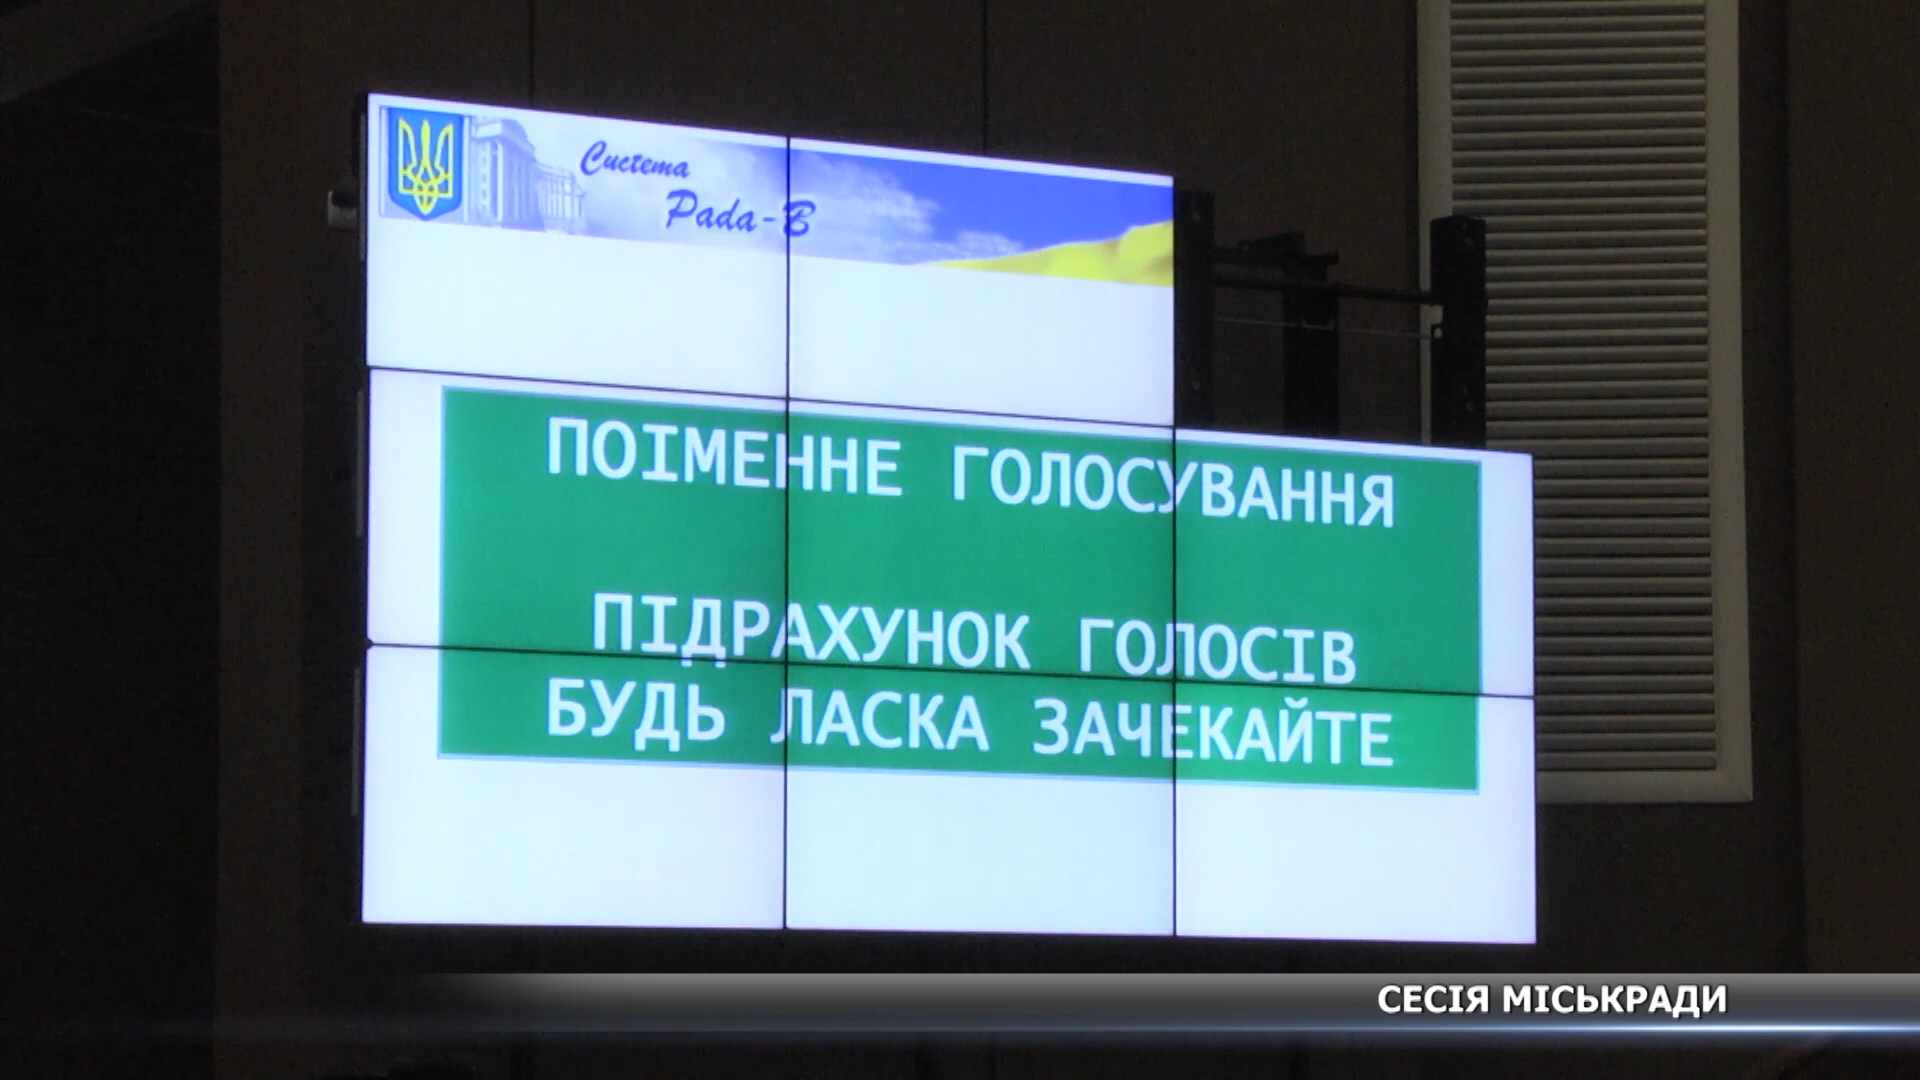 Система
Рада-В
ПОІМЕННЕ ГОЛОСУВАННЯ
ПІДРАХУНОК ГОЛОСІВ
БУДЬ ЛАСКА ЗАЧЕКАЙТЕ
СЕСІЯ МІСЬКРАДИ